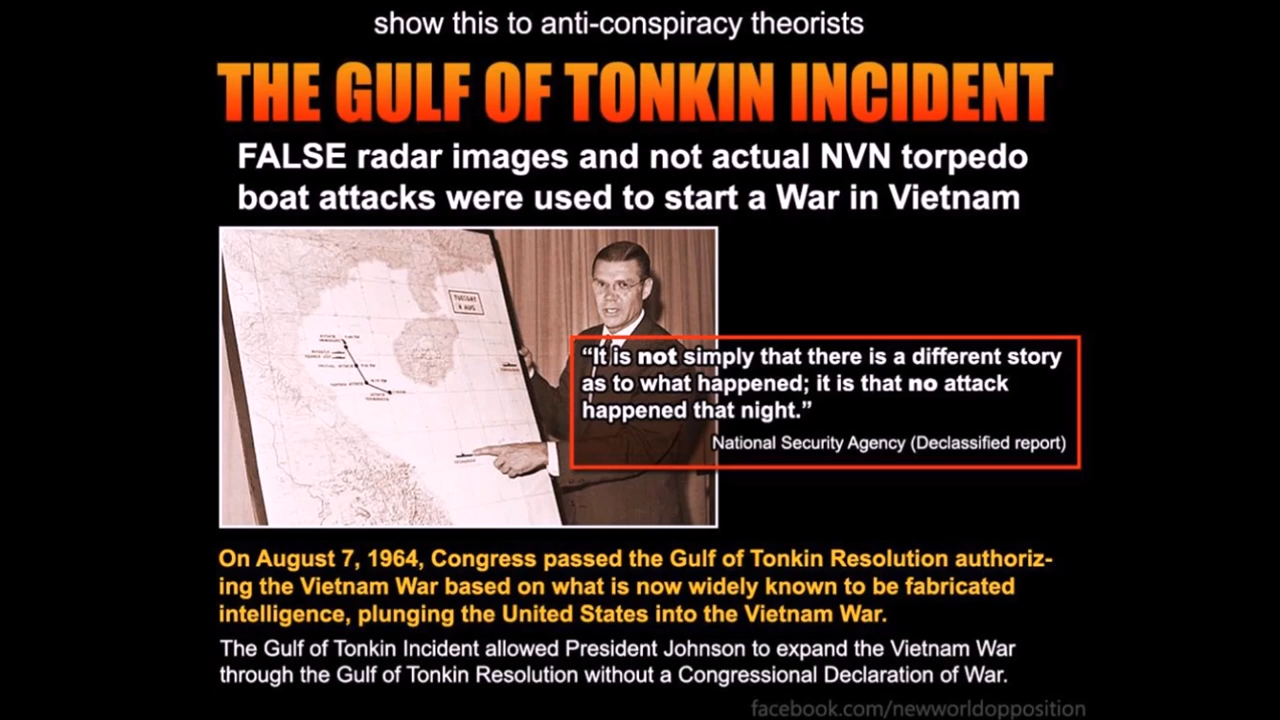 show this to anti-conspiracy theorists
THE GULF OF TONKIN INCIDENT
FALSE radar images and not actual NVN torpedo
boat attacks were used to start a War in Vietnam
TUESDAY
4 AUG
“It is not simply that there is a different story
as to what happened; it is that no attack
happened that night.”
National Security Agency (Declassified report)
On August 7, 1964, Congress passed the Gulf of Tonkin Resolution authoriz-
ing the Vietnam War based on what is now widely known to be fabricated
intelligence, plunging the United States into the Vietnam War.
The Gulf of Tonkin Incident allowed President Johnson to expand the Vietnam War
through the Gulf of Tonkin Resolution without a Congressional Declaration of War.
facebook.com/newworldopposition